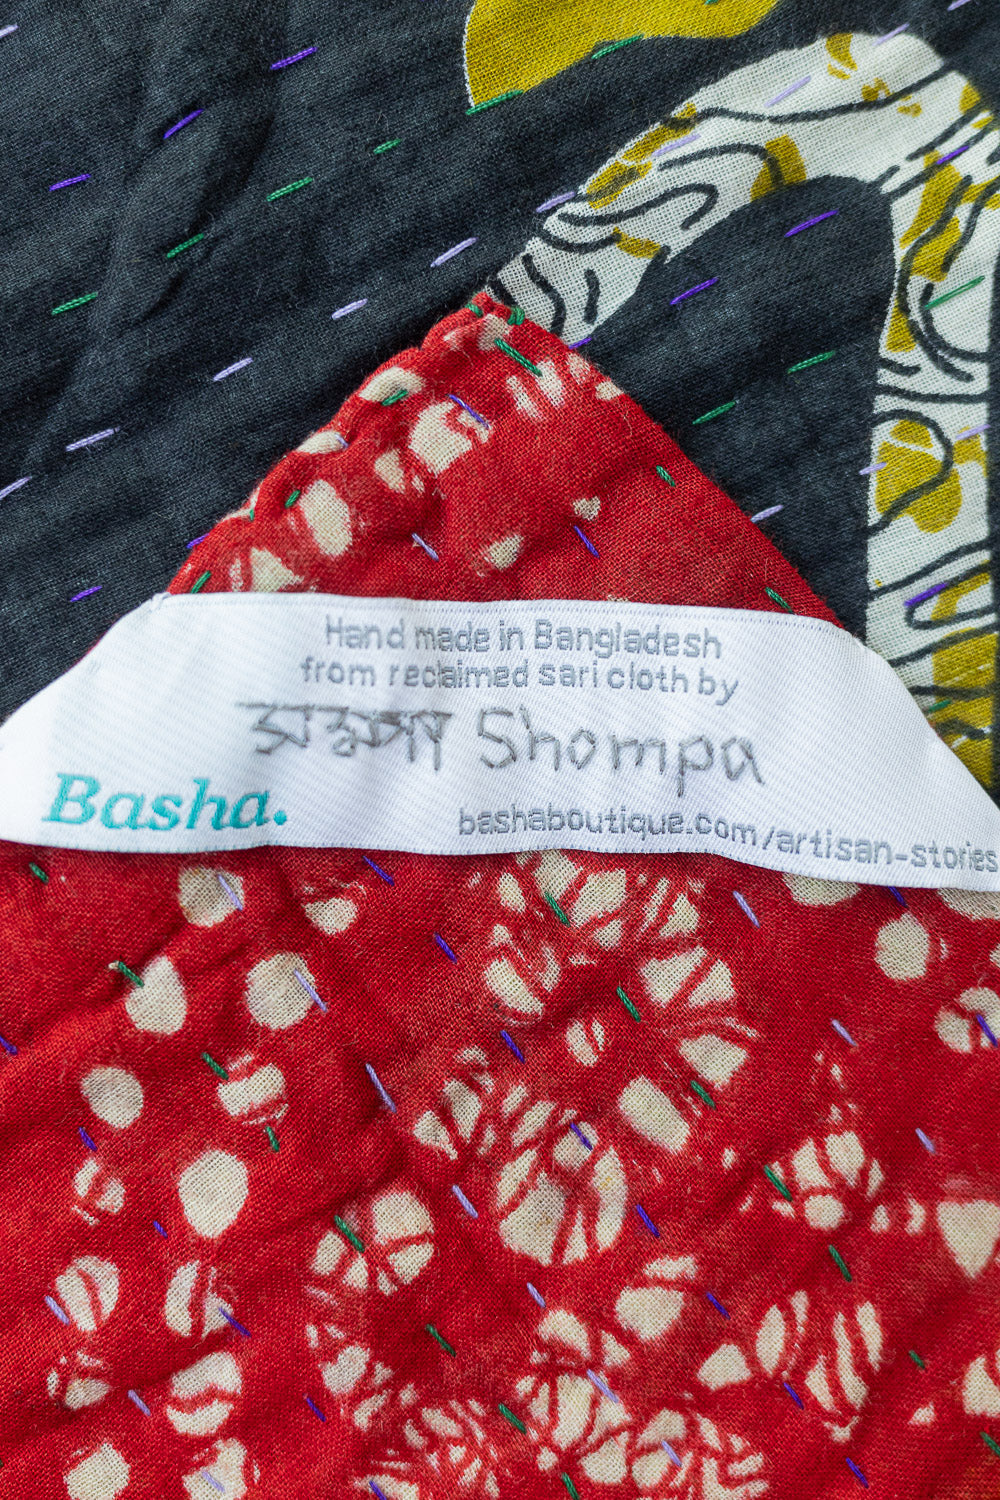 Hand made in Bangladesh
from reclaimed sari cloth by
Shompa
Basha.
bashaboutique.com/artisan-stories